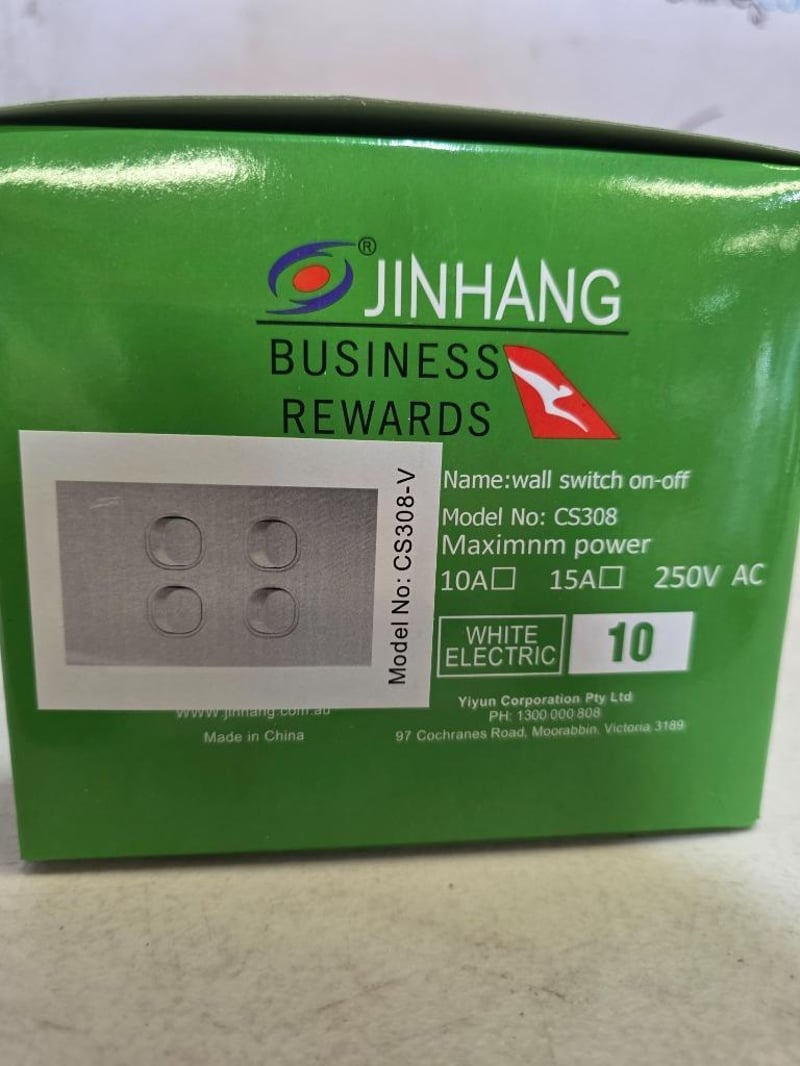 ® JINHANG
BUSINESS
REWARDS
Model No: CS308-V
Name:wall switch on-off
Model No: CS308
Maximnm power
10A☐ 15A☐ 250V AC
WHITE
ELECTRIC
10
www.jinhang.com.au
Made in China
Yiyun Corporation Pty Ltd
PH: 1300 000 808
97 Cochranes Road, Moorabbin, Victoria 3189